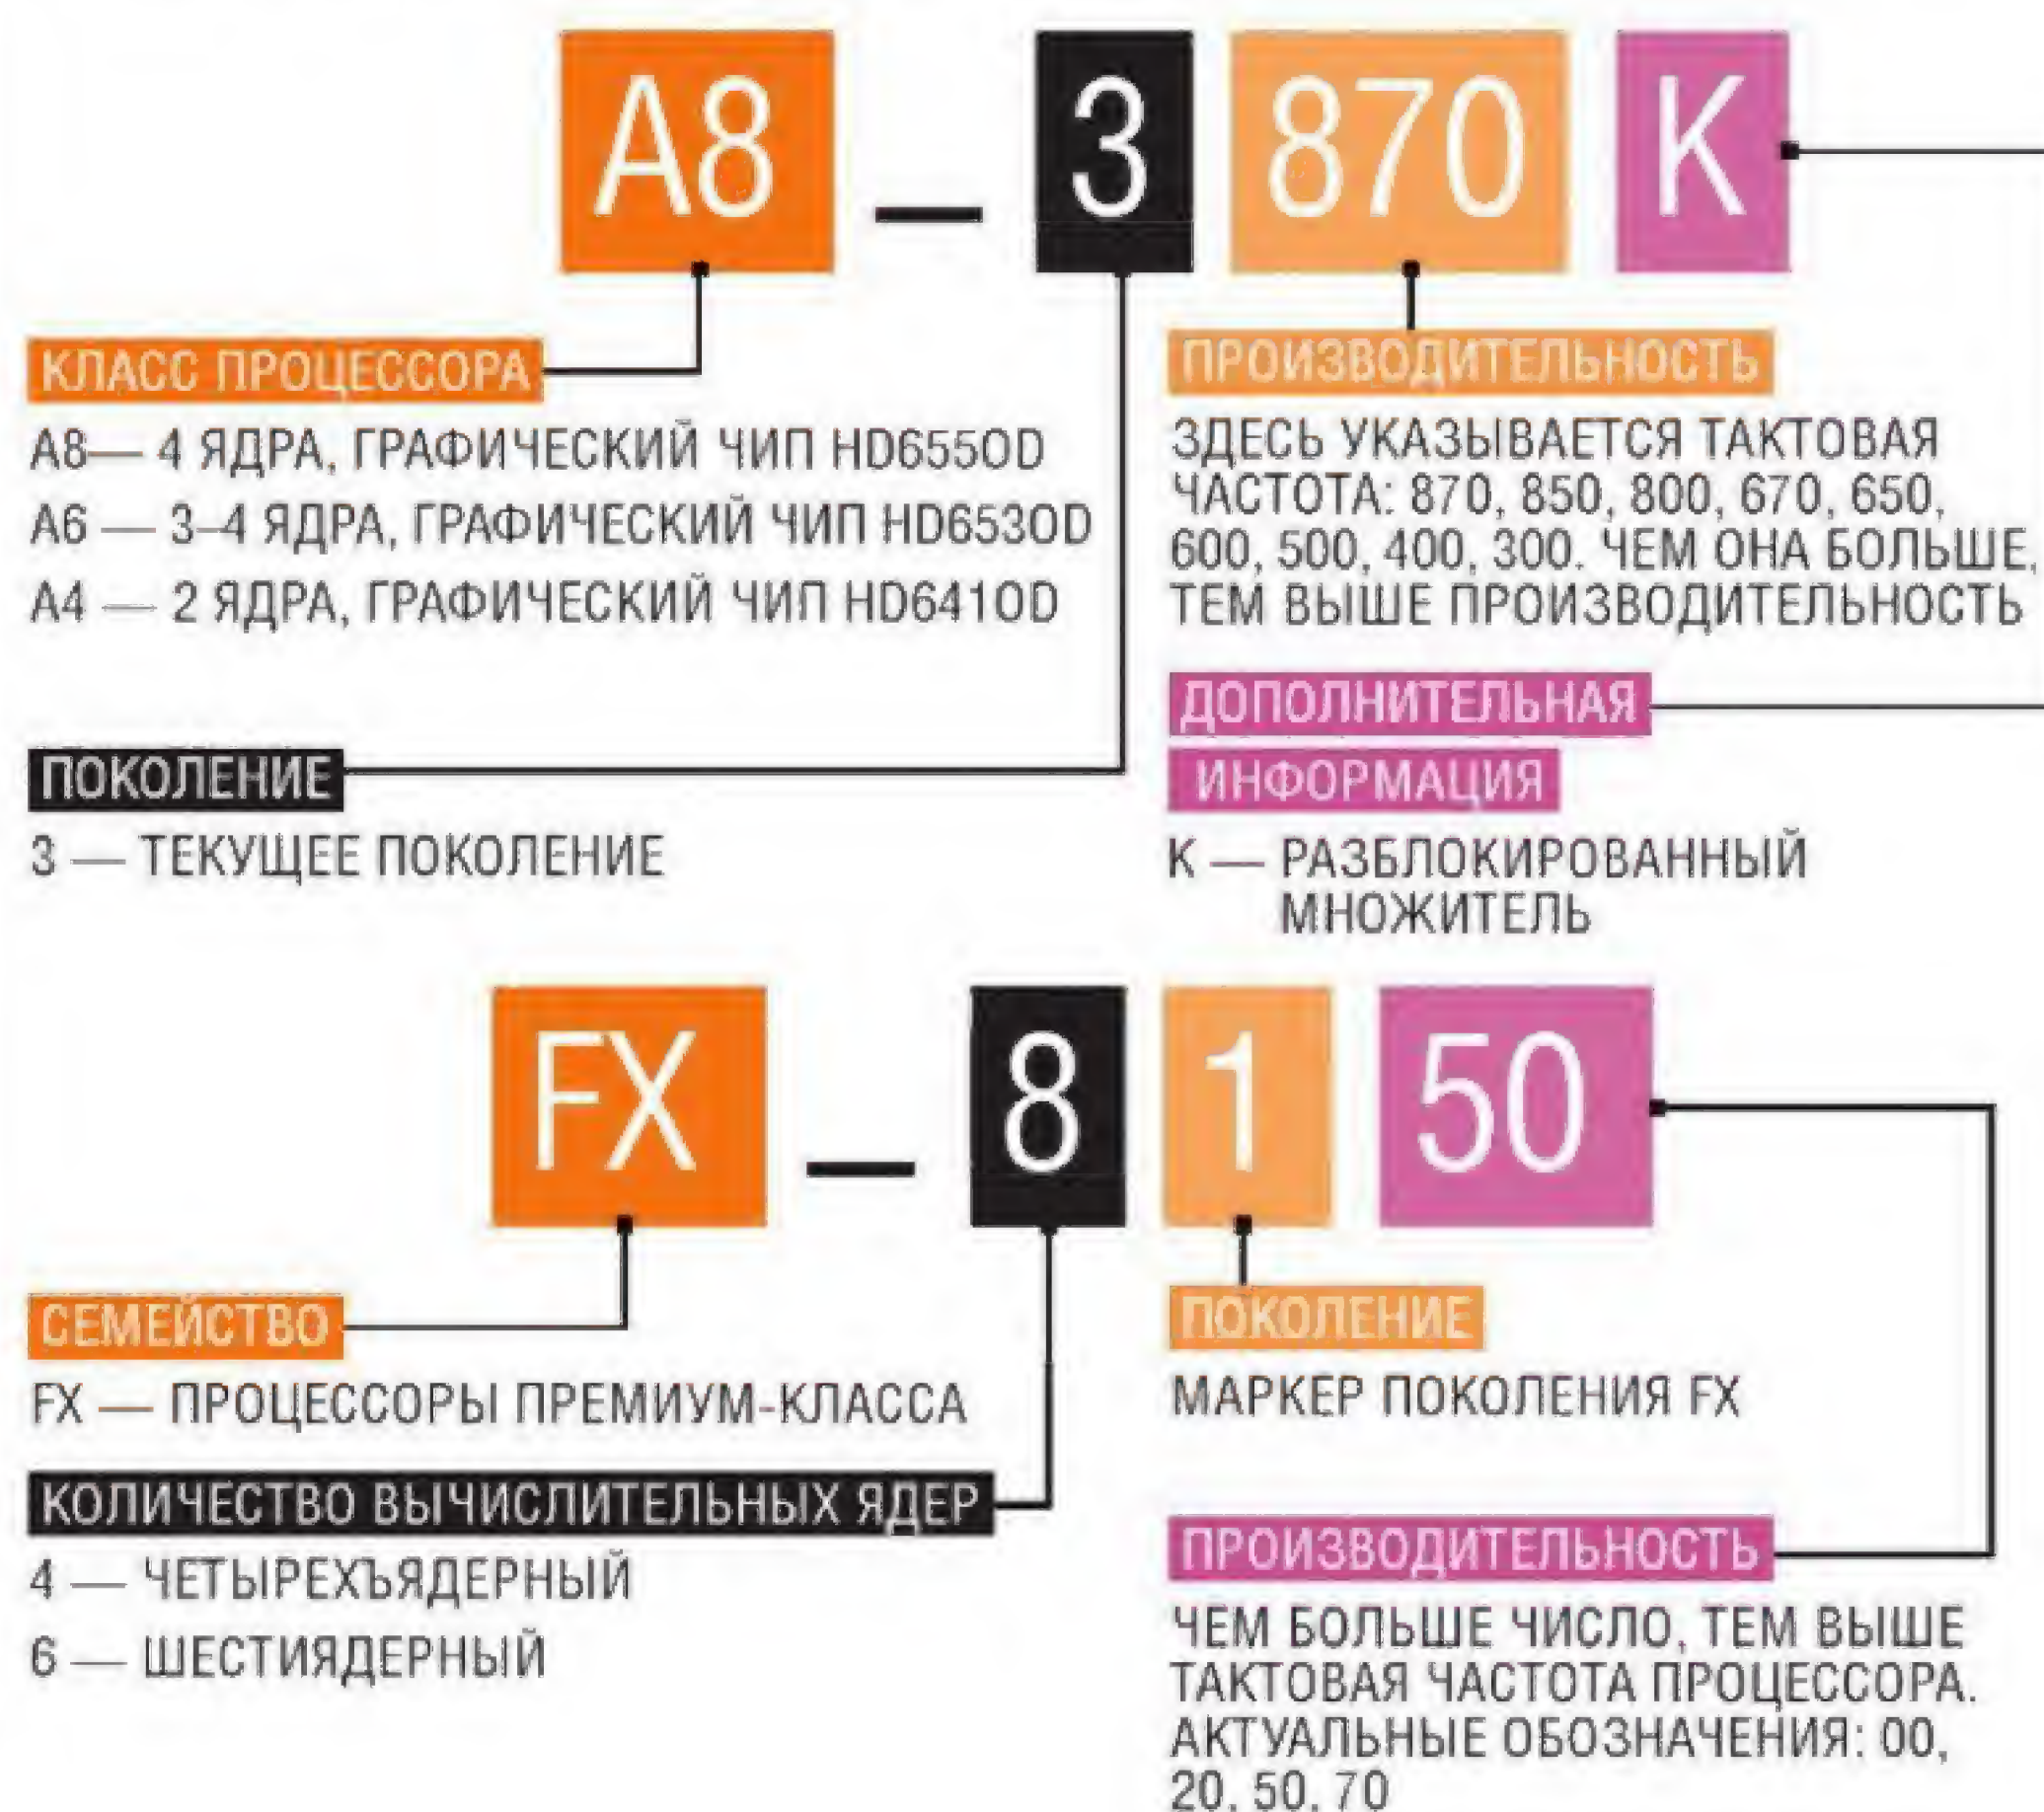 A8 — 3 870 K
КЛАСС ПРОЦЕССОРА
A8— 4 ЯДРА, ГРАФИЧЕСКИЙ ЧИП HD6550D
A6 — 3–4 ЯДРА, ГРАФИЧЕСКИЙ ЧИП HD6530D
A4 — 2 ЯДРА, ГРАФИЧЕСКИЙ ЧИП HD6410D
ПОКОЛЕНИЕ
3 — ТЕКУЩЕЕ ПОКОЛЕНИЕ
ПРОИЗВОДИТЕЛЬНОСТЬ
ЗДЕСЬ УКАЗЫВАЕТСЯ ТАКТОВАЯ
ЧАСТОТА: 870, 850, 800, 670, 650,
600, 500, 400, 300. ЧЕМ ОНА БОЛЬШЕ,
ТЕМ ВЫШЕ ПРОИЗВОДИТЕЛЬНОСТЬ
ДОПОЛНИТЕЛЬНАЯ
ИНФОРМАЦИЯ
K — РАЗБЛОКИРОВАННЫЙ
МНОЖИТЕЛЬ
FX — 8 1 50
СЕМЕЙСТВО
FX — ПРОЦЕССОРЫ ПРЕМИУМ-КЛАССА
КОЛИЧЕСТВО ВЫЧИСЛИТЕЛЬНЫХ ЯДЕР
4 — ЧЕТЫРЕХЪЯДЕРНЫЙ
6 — ШЕСТИЯДЕРНЫЙ
ПОКОЛЕНИЕ
МАРКЕР ПОКОЛЕНИЯ FX
ПРОИЗВОДИТЕЛЬНОСТЬ
ЧЕМ БОЛЬШЕ ЧИСЛО, ТЕМ ВЫШЕ
ТАКТОВАЯ ЧАСТОТА ПРОЦЕССОРА.
АКТУАЛЬНЫЕ ОБОЗНАЧЕНИЯ: 00,
20, 50, 70